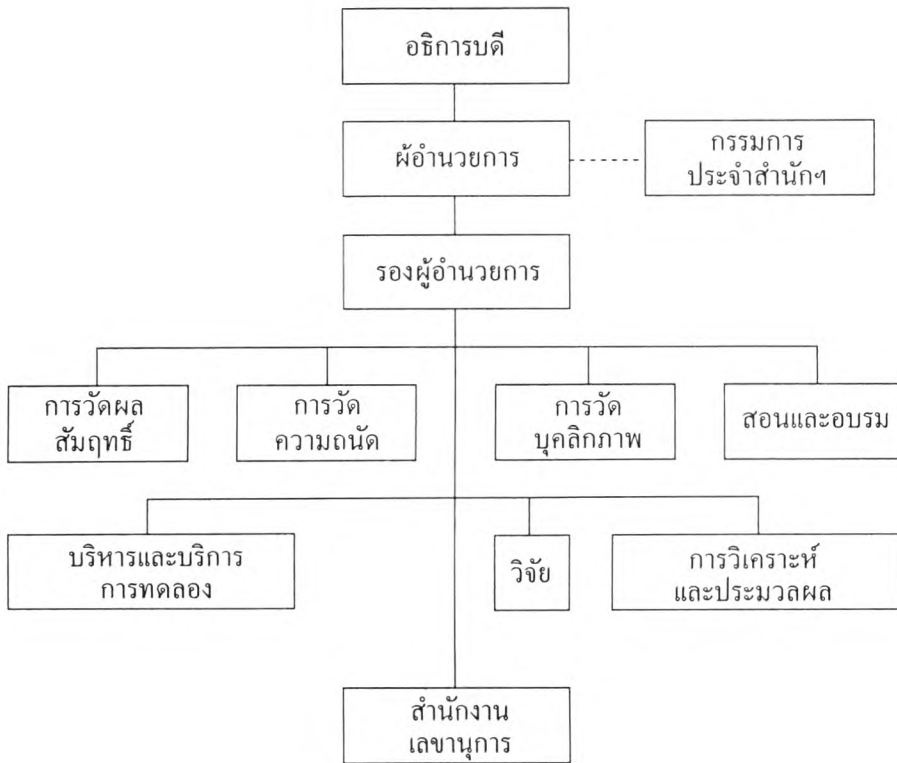 อธิการบดี
ผ้อำนวยการ
กรรมการ
ประจำสำนักฯ
รองผู้อำนวยการ
การวัดผล
สัมฤทธิ์
การวัด
ความถนัด
การวัด
บุคลิกภาพ
สอนและอบรม
บริหารและบริการ
การทดลอง
วิจัย
การวิเคราะห์
และประมวลผล
สำนักงาน
เลขานุการ